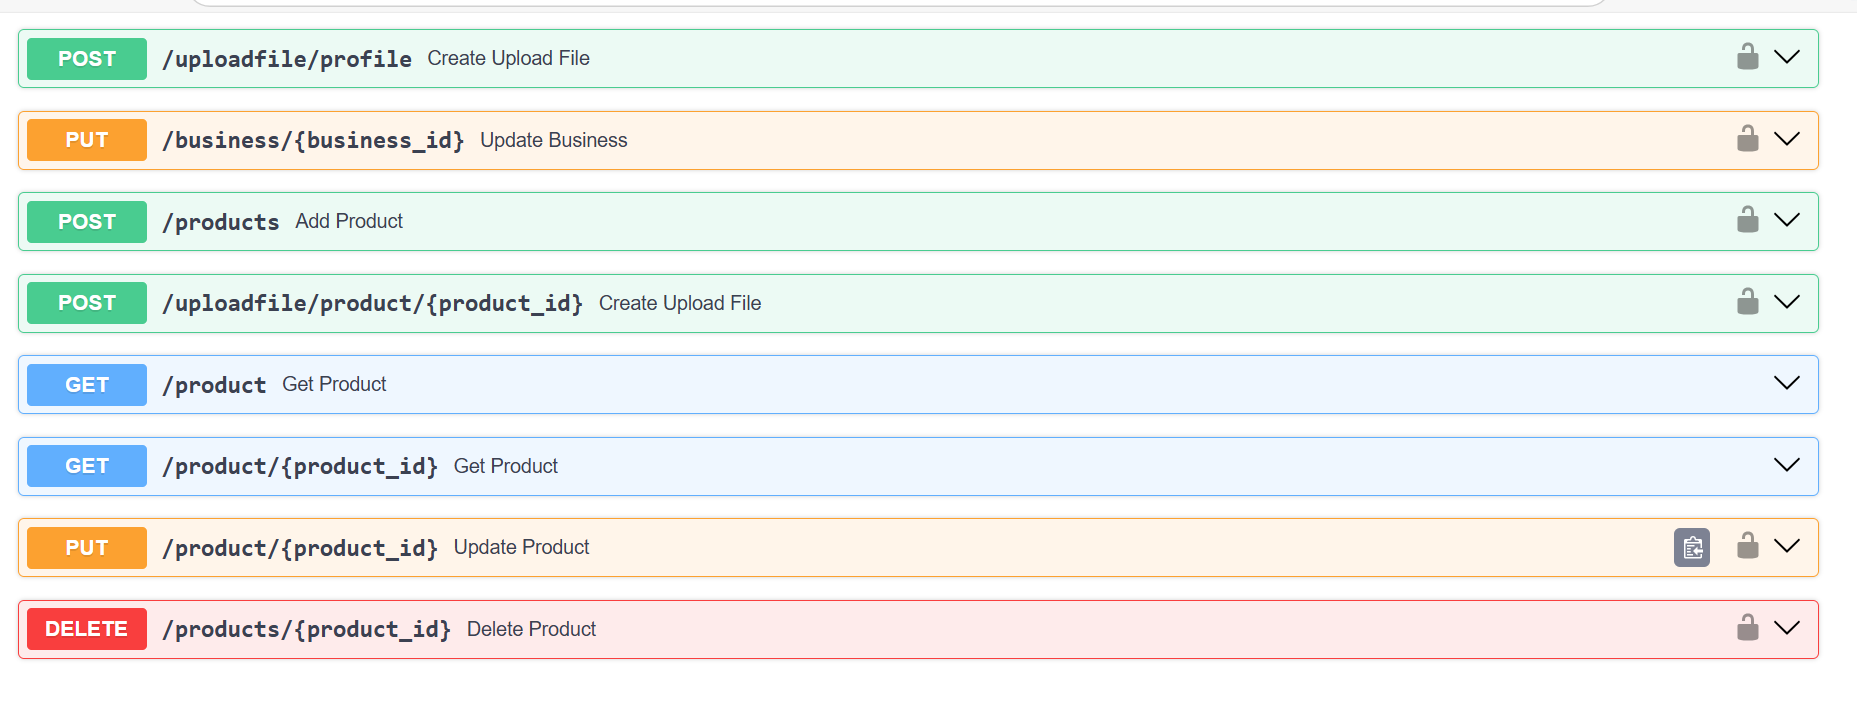 POST /uploadfile/profile Create Upload File
PUT /business/{business_id} Update Business
POST /products Add Product
POST /uploadfile/product/{product_id} Create Upload File
GET /product Get Product
GET /product/{product_id} Get Product
PUT /product/{product_id} Update Product
DELETE /products/{product_id} Delete Product